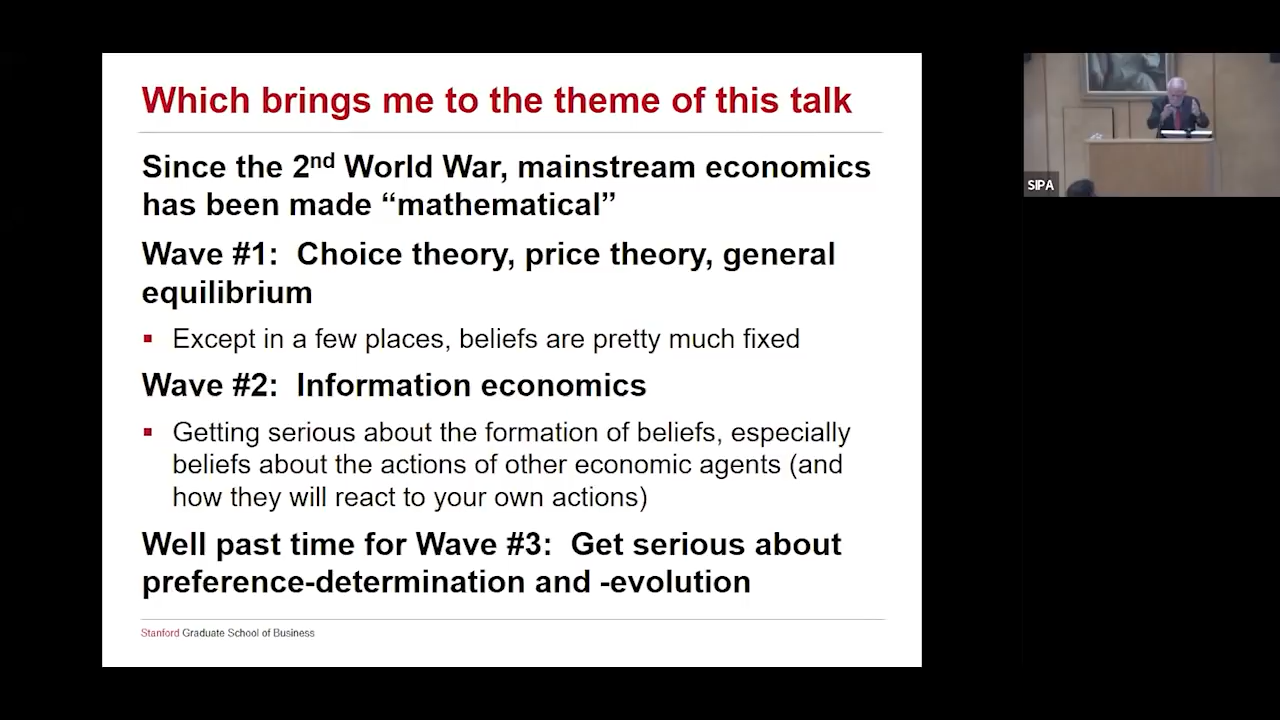 Which brings me to the theme of this talk
Since the 2nd World War, mainstream economics
has been made “mathematical”
Wave #1:  Choice theory, price theory, general
equilibrium
▪ Except in a few places, beliefs are pretty much fixed
Wave #2:  Information economics
▪ Getting serious about the formation of beliefs, especially
beliefs about the actions of other economic agents (and
how they will react to your own actions)
Well past time for Wave #3:  Get serious about
preference-determination and -evolution
Stanford Graduate School of Business
SIPA